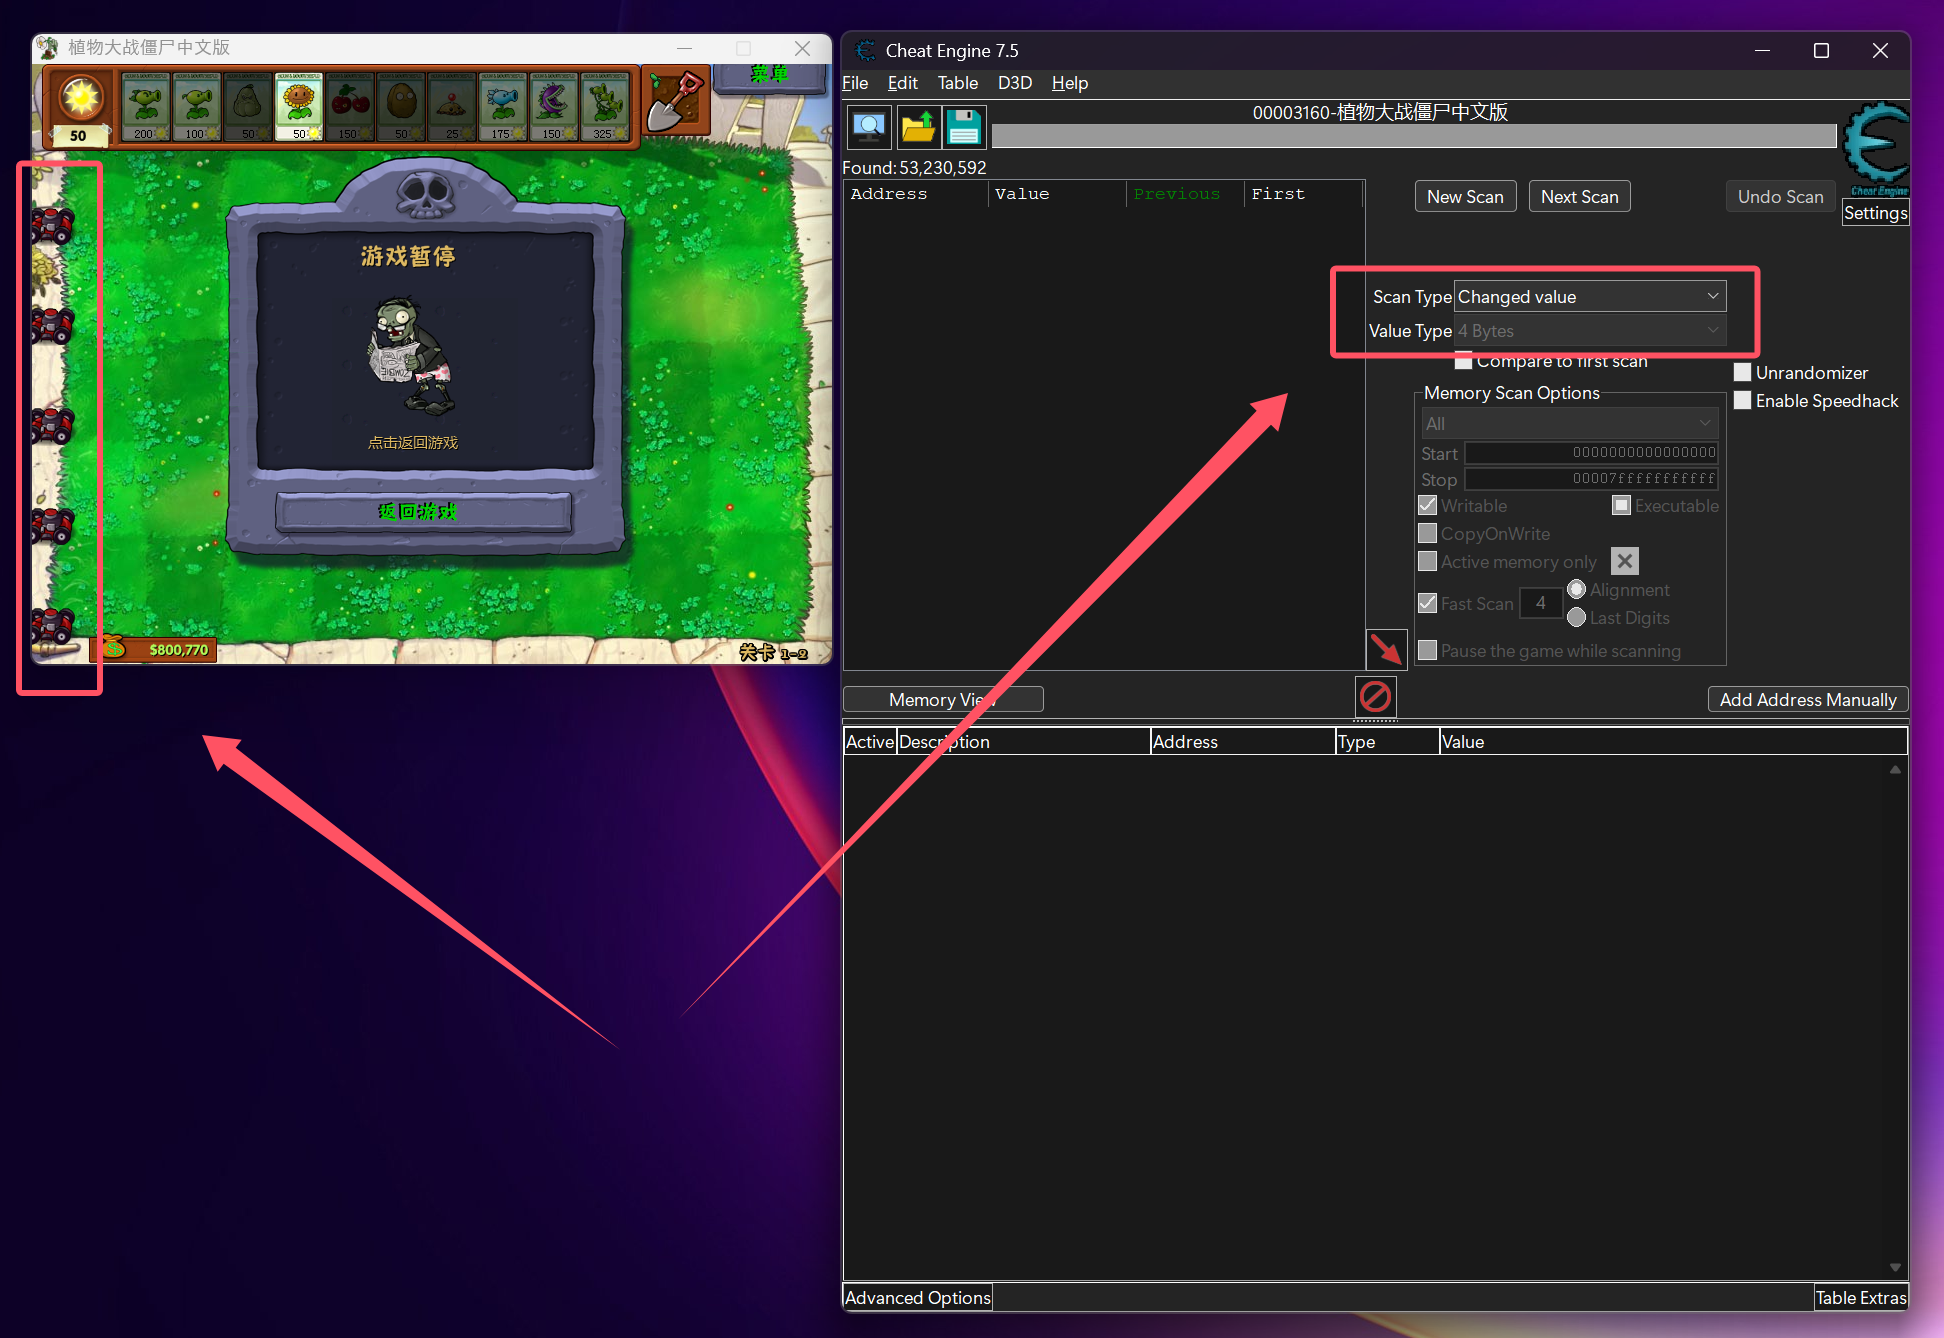 植物大战僵尸中文版
50
200
100
50
50
150
50
25
175
150
325
菜单
游戏暂停
点击返回游戏
返回游戏
$800,770
关卡 1-2
Cheat Engine 7.5
File Edit Table D3D Help
00003160-植物大战僵尸中文版
Found: 53,230,592
Address Value Previous First
New Scan Next Scan Undo Scan
Cheat Engine
Settings
Scan Type Changed value
Value Type 4 Bytes
Compare to first scan
Unrandomizer
Enable Speedhack
Memory Scan Options
All
Start 0000000000000000
Stop 00007fffffffffff
Writable Executable
CopyOnWrite
Active memory only
Fast Scan 4 Alignment
Last Digits
Pause the game while scanning
Memory View
Add Address Manually
Active Description Address Type Value
Advanced Options
Table Extras